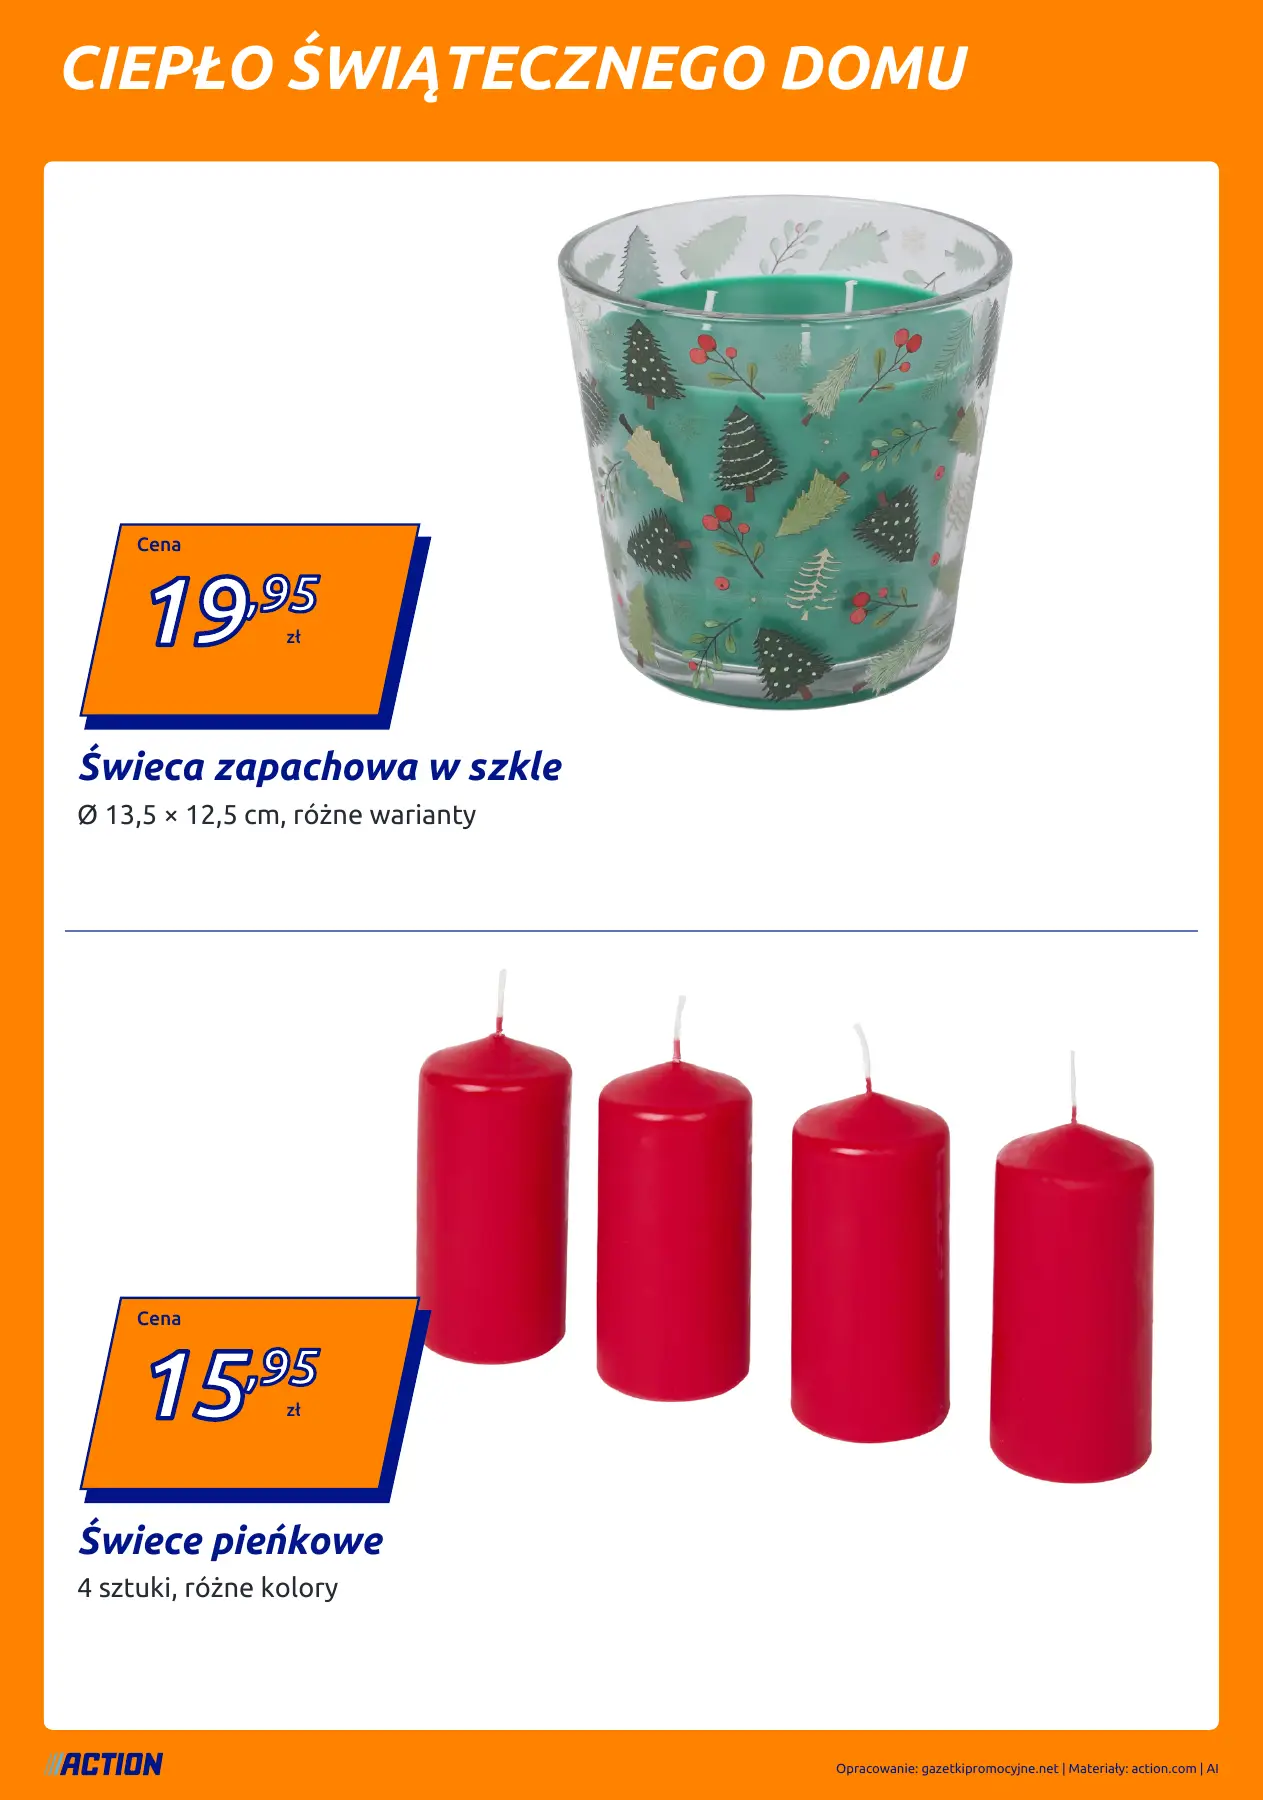 CIEPŁO ŚWIĄTECZNEGO DOMU
Cena
19,95
zł
Świeca zapachowa w szkle
Ø 13,5 × 12,5 cm, różne warianty
Cena
15,95
zł
Świece pieńkowe
4 sztuki, różne kolory
ACTION
Opracowanie: gazetkipromocyjne.net | Materiały: action.com | AI